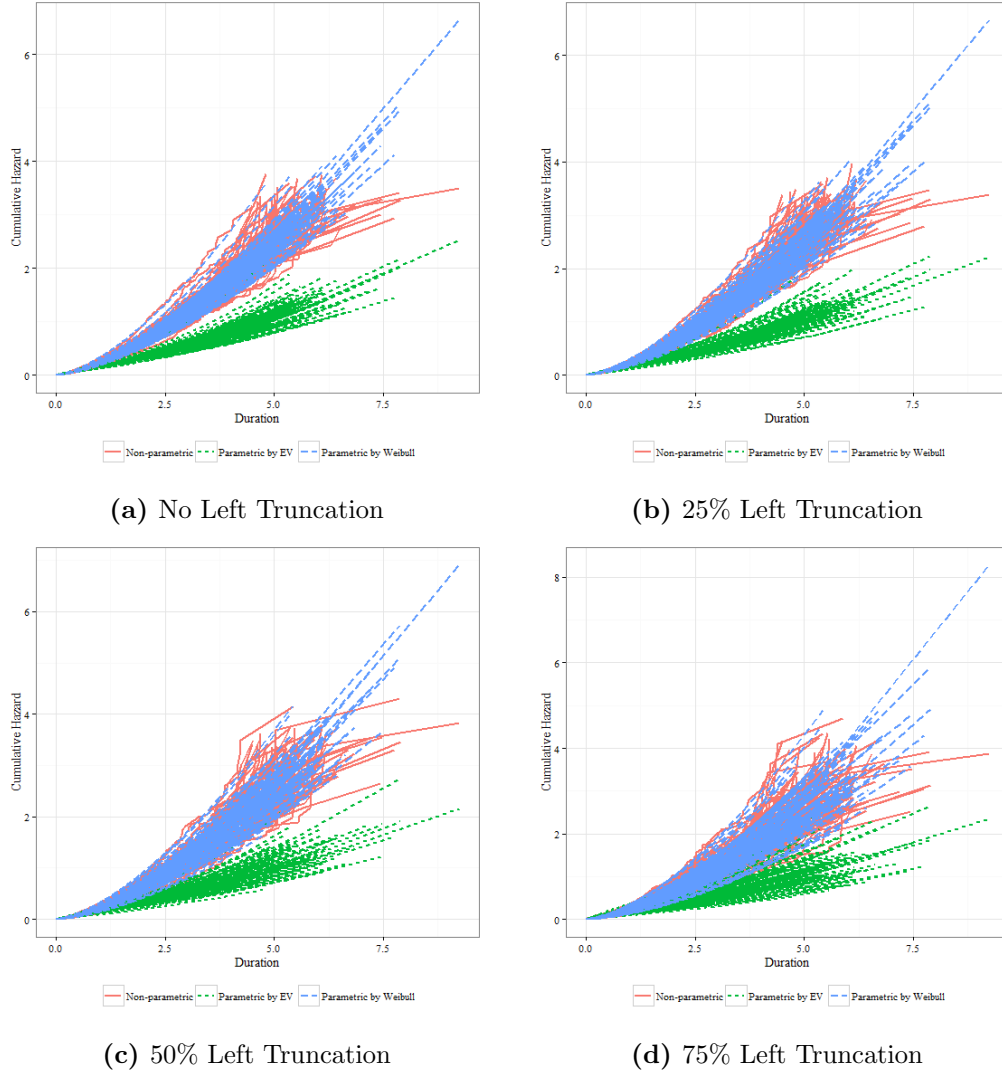 Cumulative Hazard
6
4
2
0
0.0 2.5 5.0 7.5
Duration
Non-parametric Parametric by EV Parametric by Weibull
(a) No Left Truncation
Cumulative Hazard
6
4
2
0
0.0 2.5 5.0 7.5
Duration
Non-parametric Parametric by EV Parametric by Weibull
(b) 25% Left Truncation
Cumulative Hazard
6
4
2
0
0.0 2.5 5.0 7.5
Duration
Non-parametric Parametric by EV Parametric by Weibull
(c) 50% Left Truncation
Cumulative Hazard
8
6
4
2
0
0.0 2.5 5.0 7.5
Duration
Non-parametric Parametric by EV Parametric by Weibull
(d) 75% Left Truncation